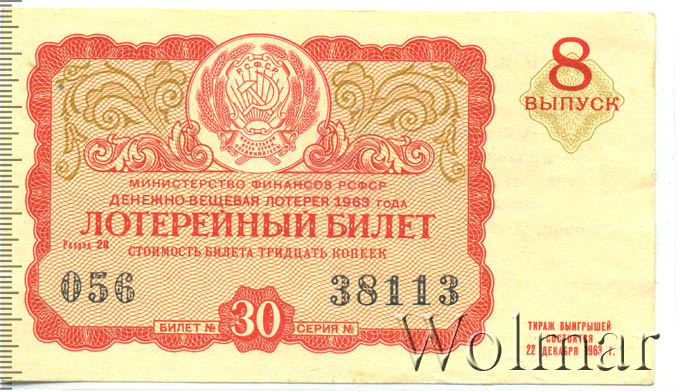 8
ВЫПУСК
РСФСР
МИНИСТЕРСТВО ФИНАНСОВ РСФСР
ДЕНЕЖНО-ВЕЩЕВАЯ ЛОТЕРЕЯ 1963 ГОДА
ЛОТЕРЕЙНЫЙ БИЛЕТ
Разряд 28
СТОИМОСТЬ БИЛЕТА ТРИДЦАТЬ КОПЕЕК
056 38113
БИЛЕТ № 30 СЕРИЯ №
ТИРАЖ ВЫИГРЫШЕЙ
СОСТОИТСЯ
22 ДЕКАБРЯ 1963 г.
Wolmar